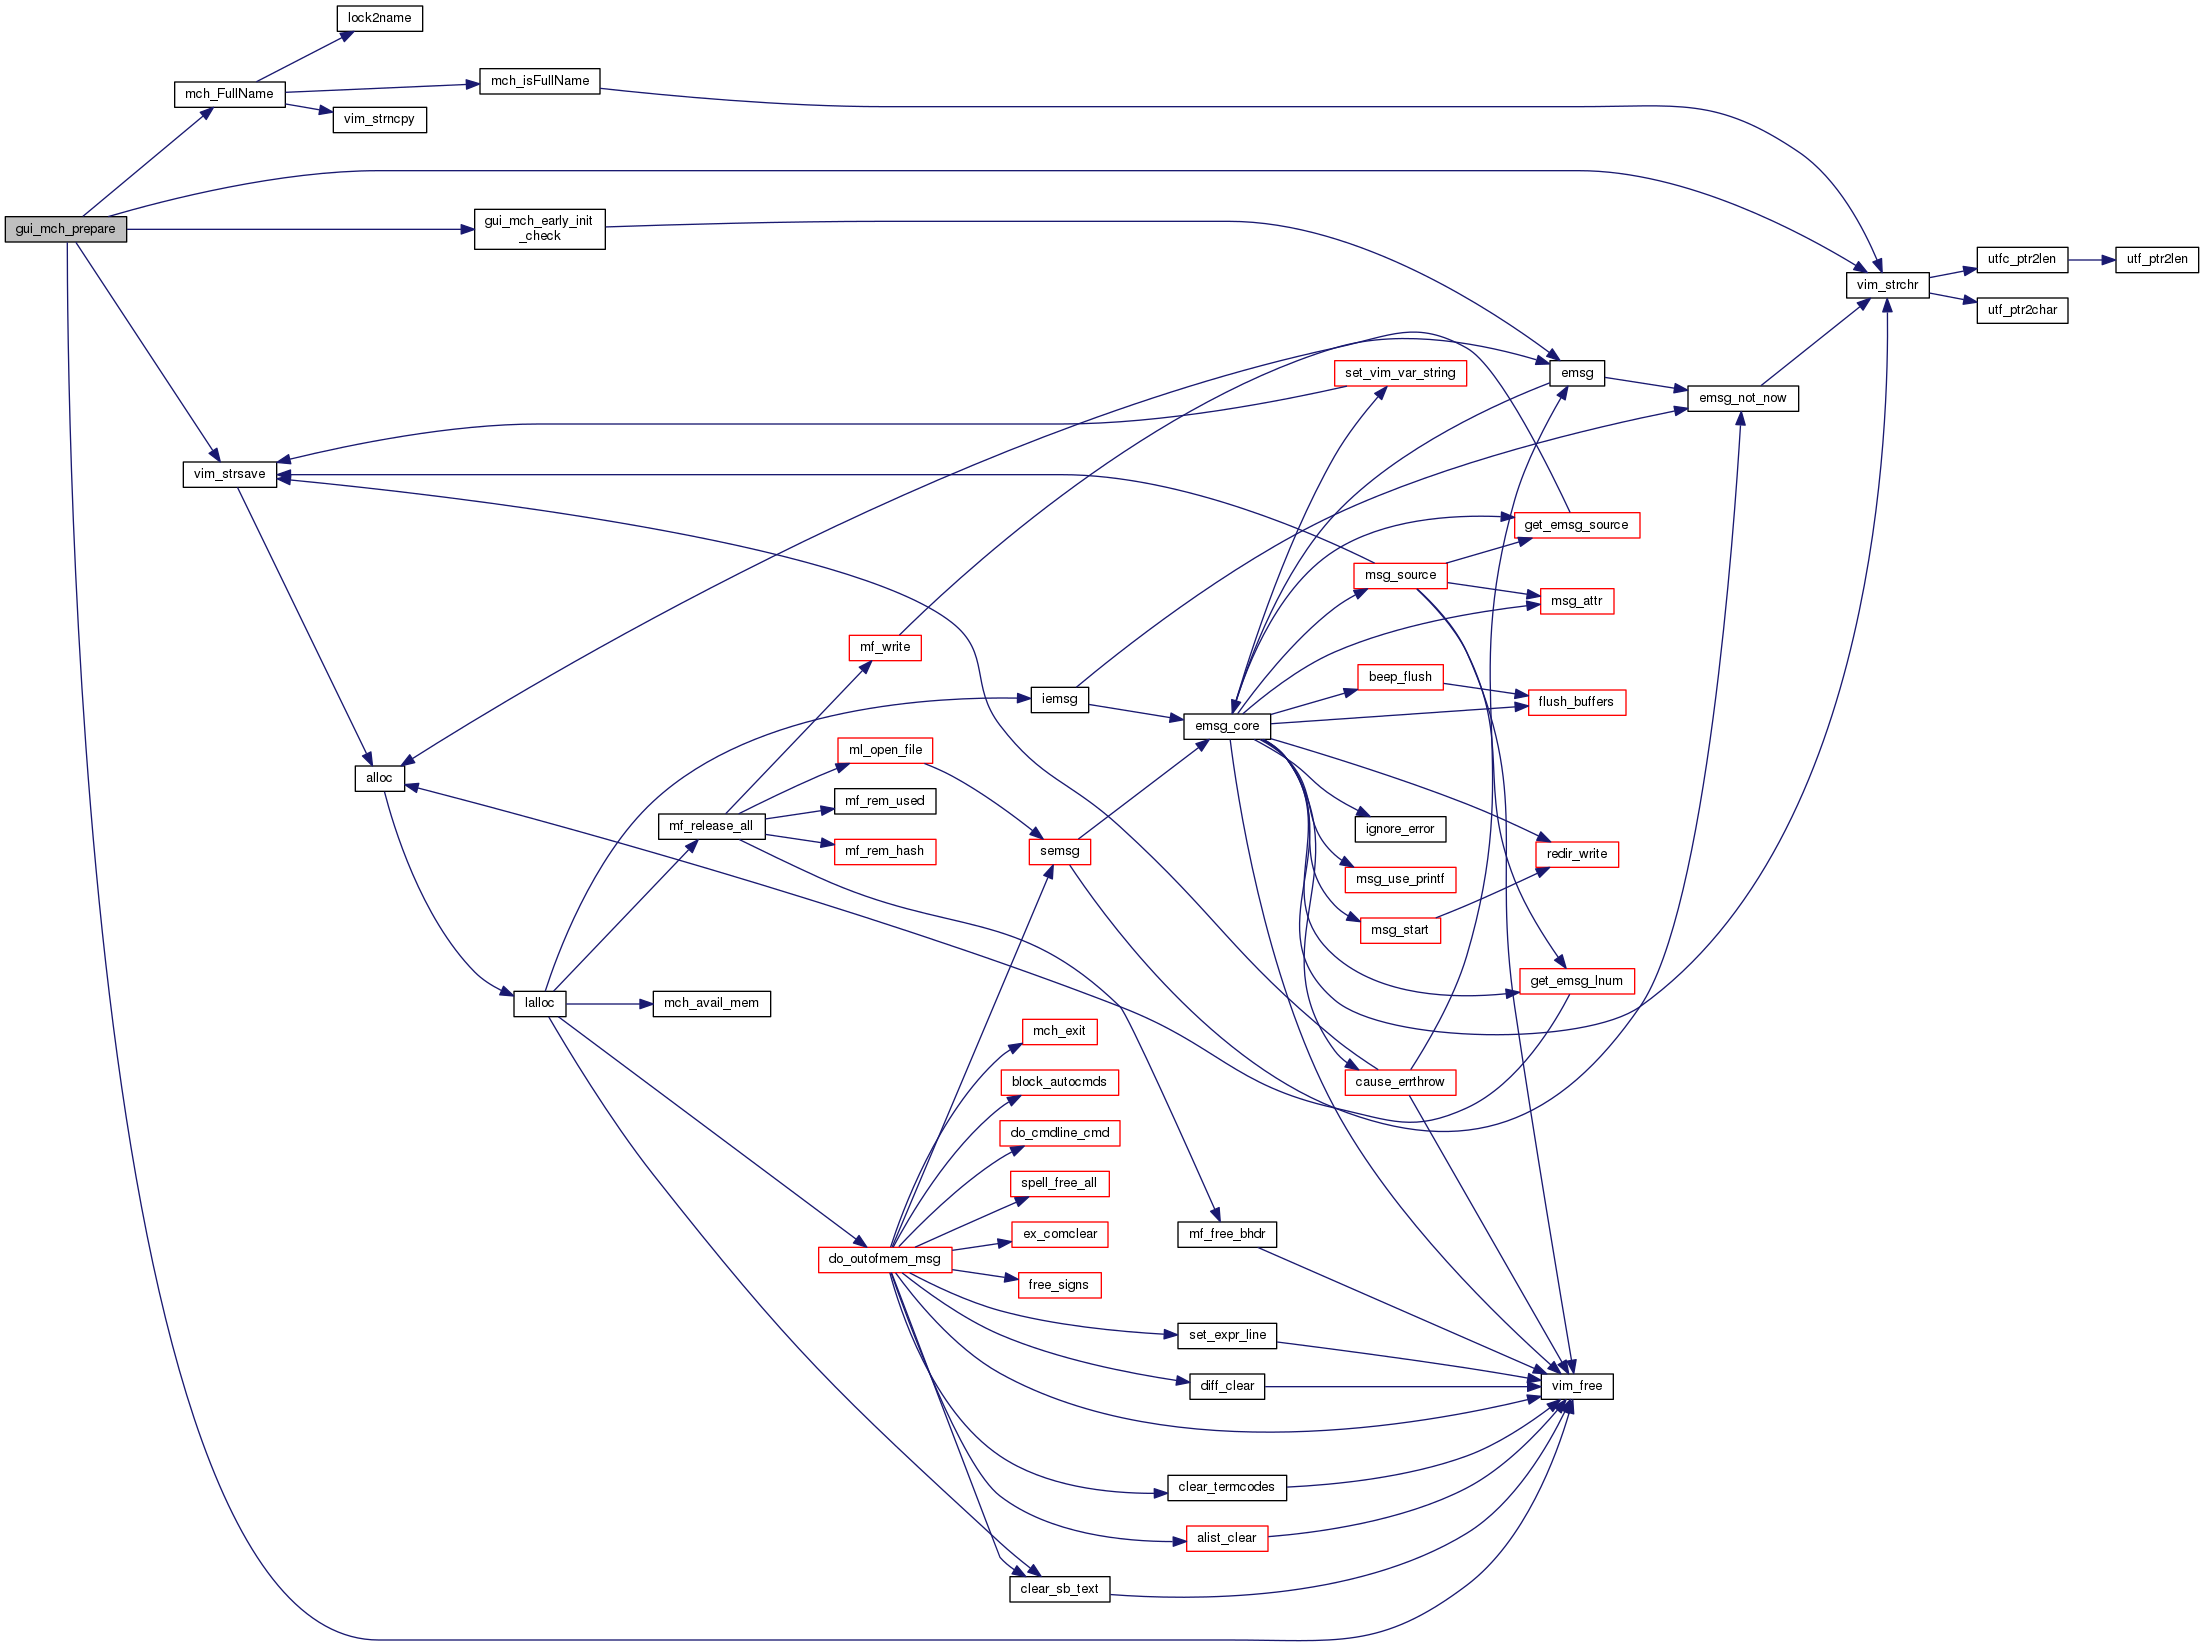 lock2name
mch_isFullName
mch_FullName
vim_strncpy
gui_mch_prepare
gui_mch_early_init
_check
utfc_ptr2len
utf_ptr2len
vim_strchr
utf_ptr2char
set_vim_var_string
emsg
emsg_not_now
vim_strsave
get_emsg_source
msg_source
msg_attr
mf_write
beep_flush
iemsg
flush_buffers
emsg_core
ml_open_file
alloc
mf_rem_used
mf_release_all
ignore_error
mf_rem_hash
semsg
redir_write
msg_use_printf
msg_start
get_emsg_lnum
lalloc
mch_avail_mem
mch_exit
block_autocmds
cause_errthrow
do_cmdline_cmd
spell_free_all
ex_comclear
mf_free_bhdr
do_outofmem_msg
free_signs
set_expr_line
diff_clear
vim_free
clear_termcodes
alist_clear
clear_sb_text